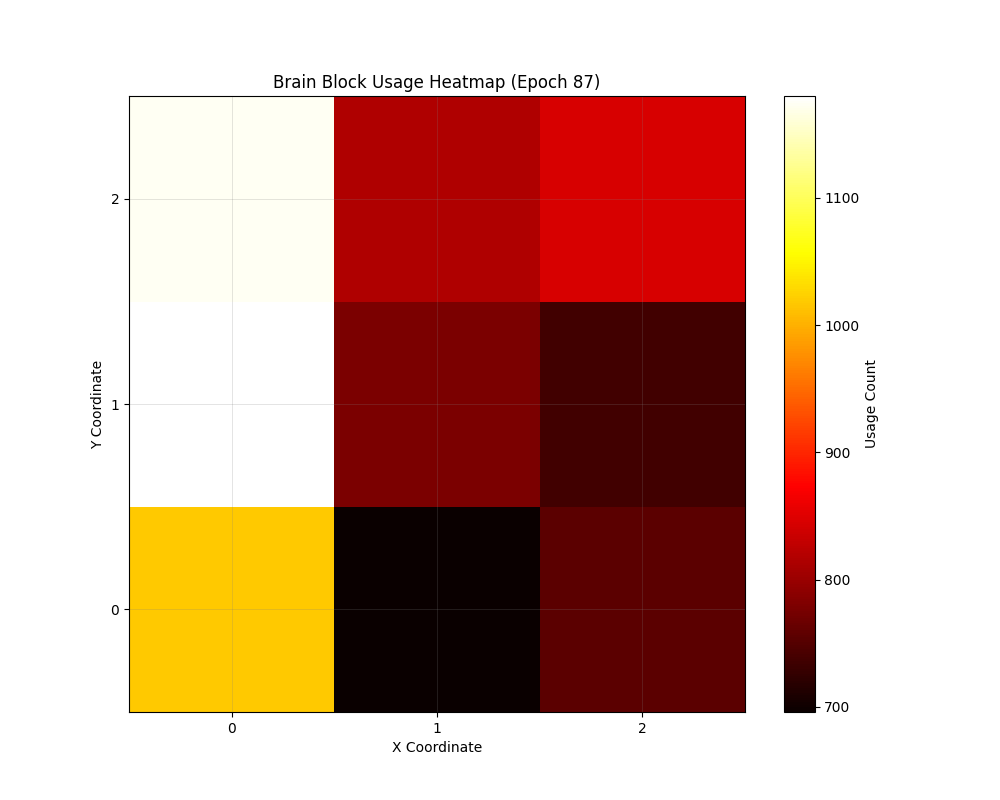 Brain Block Usage Heatmap (Epoch 87)
2
1
0
Y Coordinate
0
1
2
X Coordinate
1100
1000
900
800
700
Usage Count